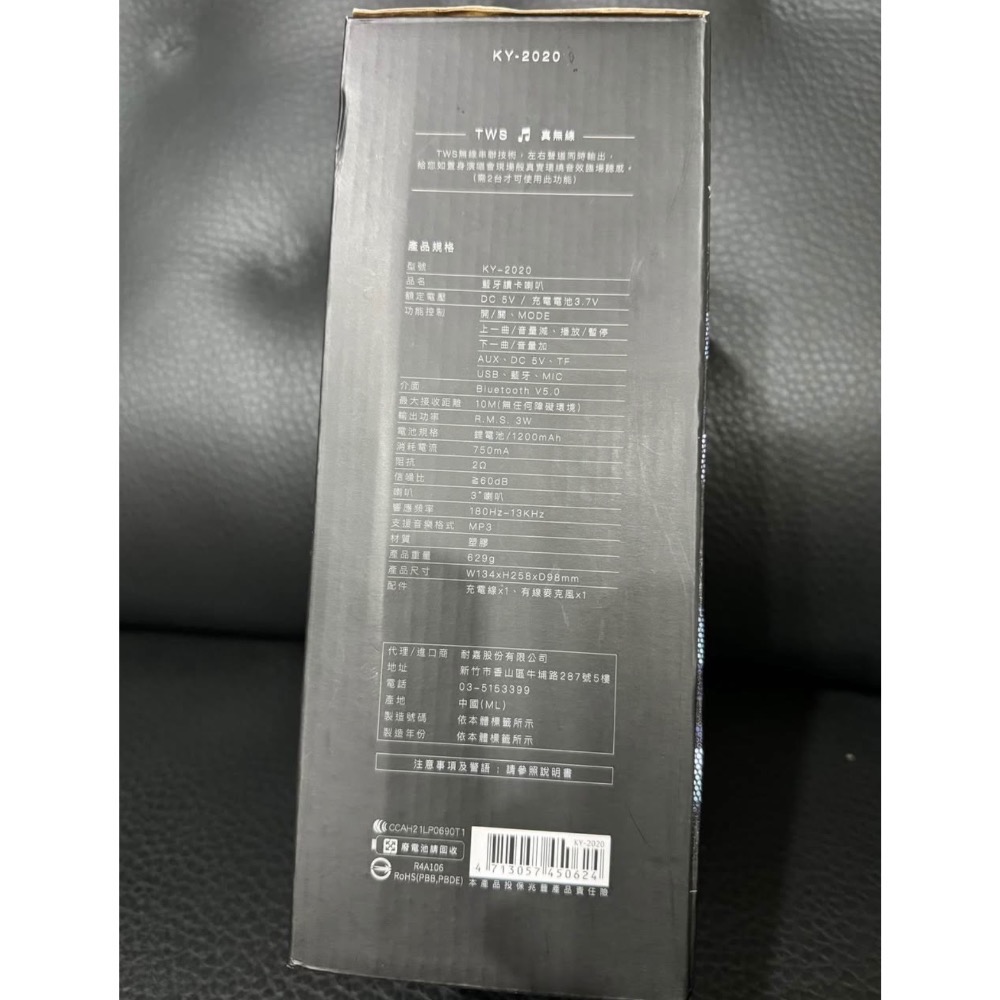 KY-2020
TWS 真無線
TWS無線串聯技術，左右聲道同時輸出，
給您如置身演唱會現場般真實環繞音效臨場體感。
(需2台才可使用此功能)
產品規格
型號 KY-2020
品名 藍牙讀卡喇叭
額定電壓 DC 5V / 充電電池3.7V
功能控制 開/關、MODE
上一曲/音量減、播放/暫停
下一曲/音量加
AUX、DC 5V、TF
USB、藍牙、MIC
介面 Bluetooth V5.0
最大接收距離 10M(無任何障礙環境)
輸出功率 R.M.S. 3W
電池規格 鋰電池/1200mAh
消耗電流 750mA
阻抗 2Ω
信噪比 ≧60dB
喇叭 3"喇叭
響應頻率 180Hz-13KHz
支援音樂格式 MP3
材質 塑膠
產品重量 629g
產品尺寸 W134xH258xD98mm
配件 充電線x1、有線麥克風x1
代理/進口商 耐嘉股份有限公司
地址 新竹市香山區牛埔路287號5樓
電話 03-5153399
產地 中國(ML)
製造號碼 依本體標籤所示
製造年份 依本體標籤所示
注意事項及警語：請參照說明書
CCAH21LP0690T1
廢電池請回收
R4A106
RoHS(PBB,PBDE)
KY-2020
4 713057 450624
本產品投保兆豐產品責任險